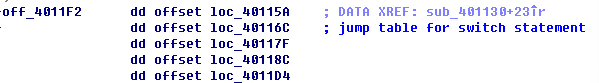 off_4011F2 dd offset loc_40115A ; DATA XREF: sub_401130+23îr
dd offset loc_40116C ; jump table for switch statement
dd offset loc_40117F
dd offset loc_40118C
dd offset loc_4011D4